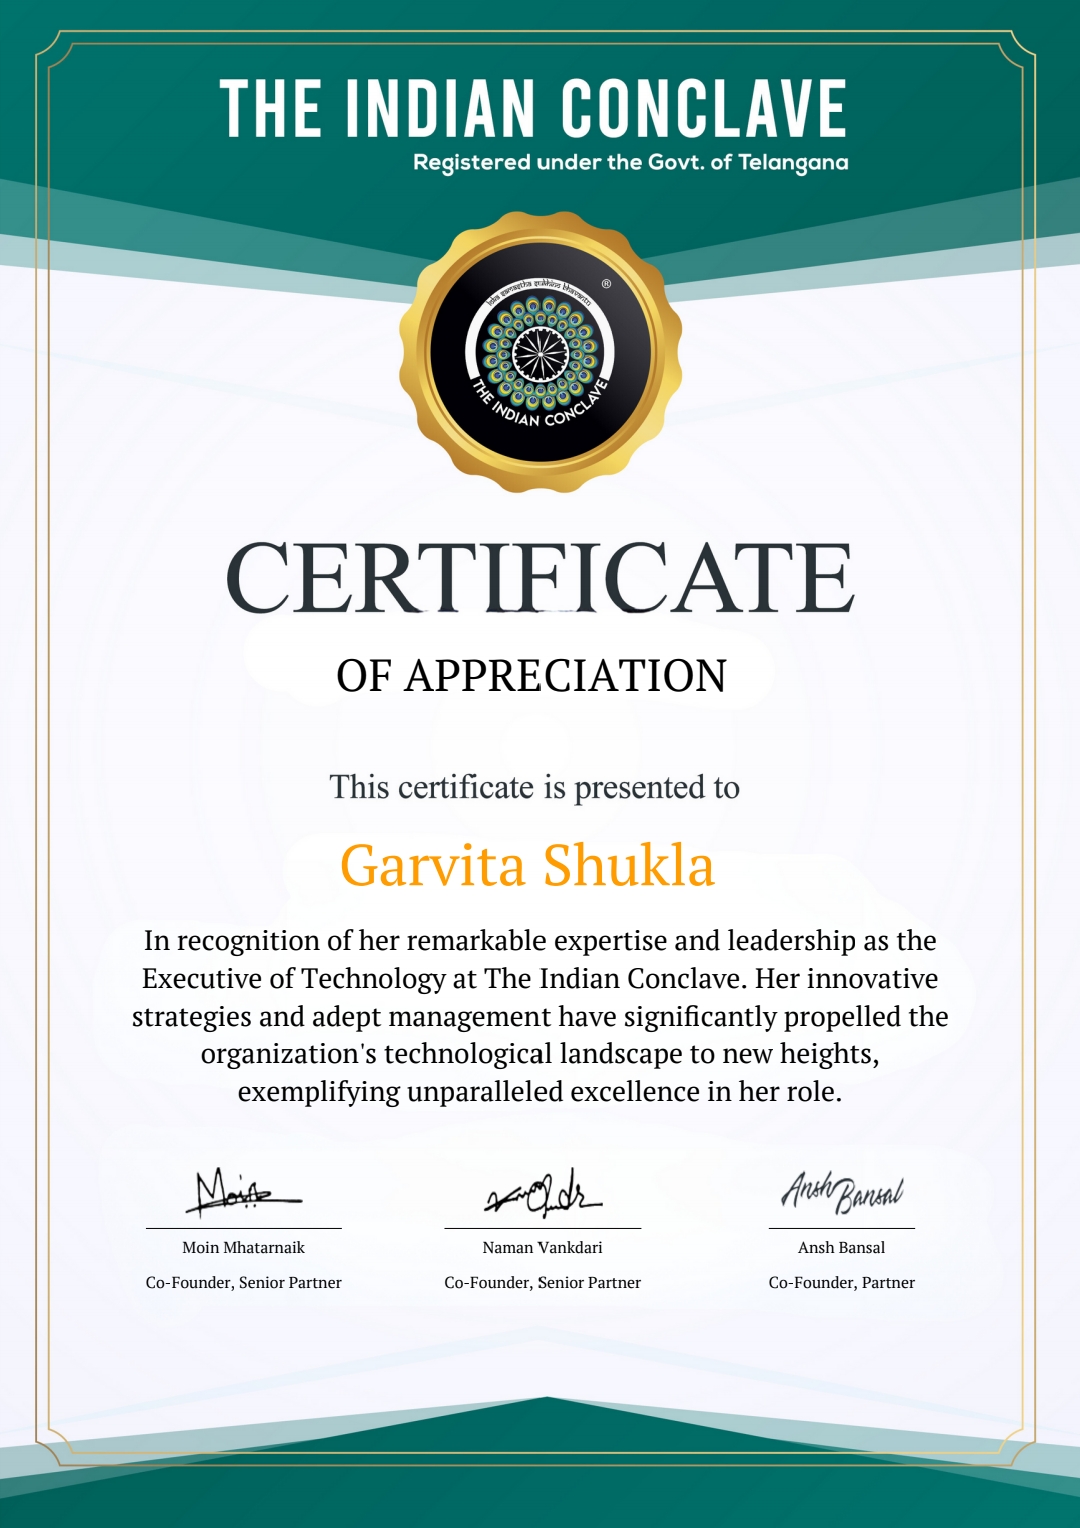 THE INDIAN CONCLAVE
Registered under the Govt. of Telangana
loka samastha sukhino bhavantu
®
THE INDIAN CONCLAVE
CERTIFICATE
OF APPRECIATION
This certificate is presented to
Garvita Shukla
In recognition of her remarkable expertise and leadership as the
Executive of Technology at The Indian Conclave. Her innovative
strategies and adept management have significantly propelled the
organization's technological landscape to new heights,
exemplifying unparalleled excellence in her role.
Moin
Ansh Bansal
Moin Mhatarnaik
Naman Vankdari
Ansh Bansal
Co-Founder, Senior Partner
Co-Founder, Senior Partner
Co-Founder, Partner